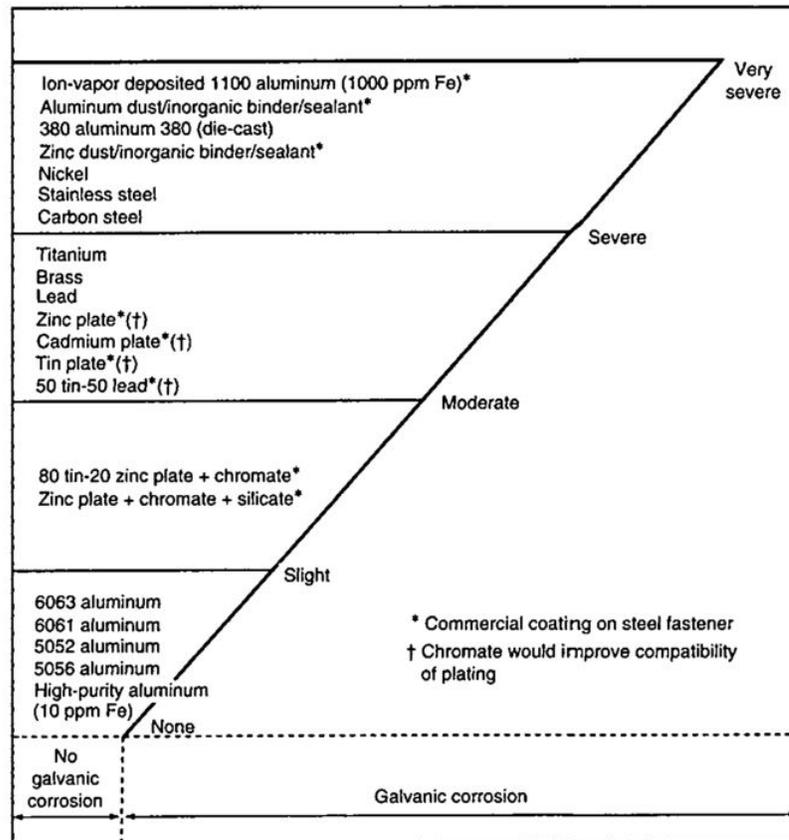 Very
severe
Ion-vapor deposited 1100 aluminum (1000 ppm Fe)*
Aluminum dust/inorganic binder/sealant*
380 aluminum 380 (die-cast)
Zinc dust/inorganic binder/sealant*
Nickel
Stainless steel
Carbon steel
Severe
Titanium
Brass
Lead
Zinc plate*(†)
Cadmium plate*(†)
Tin plate*(†)
50 tin-50 lead*(†)
Moderate
80 tin-20 zinc plate + chromate*
Zinc plate + chromate + silicate*
Slight
6063 aluminum
6061 aluminum
5052 aluminum
5056 aluminum
High-purity aluminum
(10 ppm Fe)
None
* Commercial coating on steel fastener
† Chromate would improve compatibility
of plating
No
galvanic
corrosion
Galvanic corrosion